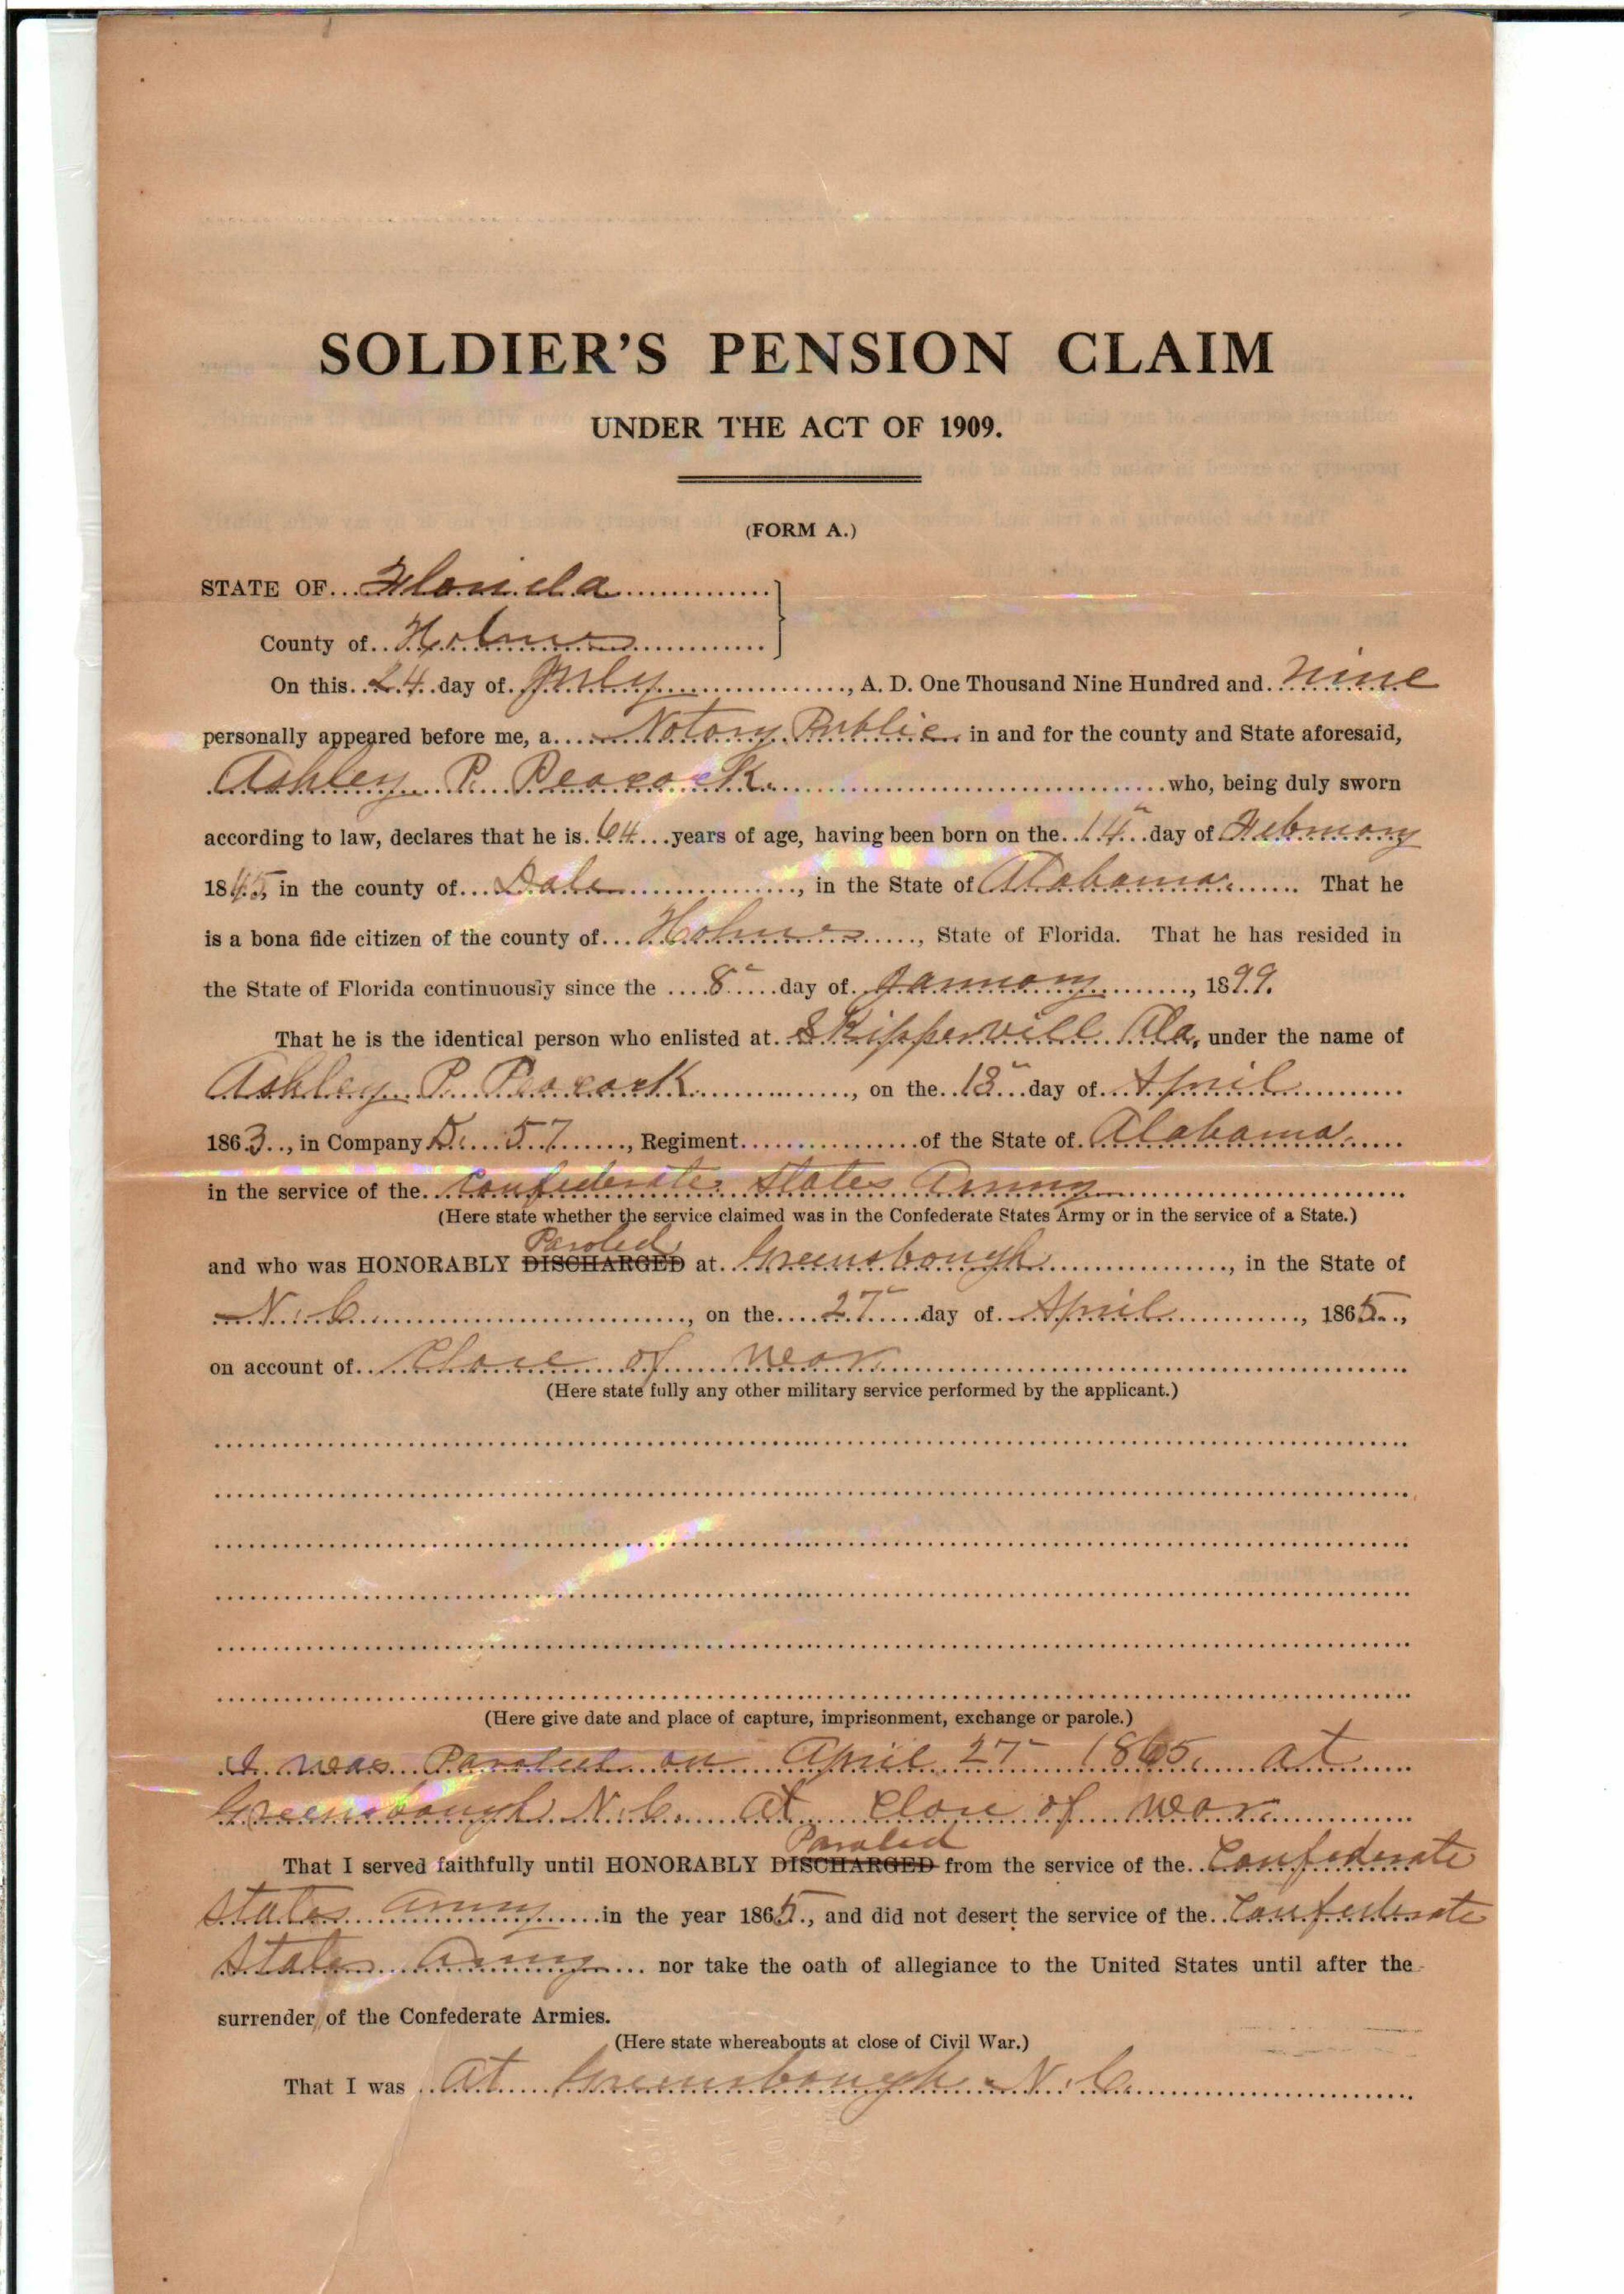 SOLDIER'S PENSION CLAIM
UNDER THE ACT OF 1909.
(FORM A.)
STATE OF Florida
County of Holmes
On this 24 day of July, A. D. One Thousand Nine Hundred and Nine
personally appeared before me, a Notory Public in and for the county and State aforesaid,
Ashley P. Peacock who, being duly sworn
according to law, declares that he is 64 years of age, having been born on the 14 day of Febuary
1845, in the county of Dale, in the State of Alabama. That he
is a bona fide citizen of the county of Holmes, State of Florida. That he has resided in
the State of Florida continuously since the 8 day of January, 1899.
That he is the identical person who enlisted at Skipperville Ala, under the name of
Ashley P. Peacock, on the day of April
1863, in Company D. 57, Regiment of the State of Alabama
in the service of the Confederate States Army
(Here state whether the service claimed was in the Confederate States Army or in the service of a State.)
Paroled
and who was HONORABLY DISCHARGED at Greensbough, in the State of
N. C., on the 27 day of April, 1865,
on account of Close of War
(Here state fully any other military service performed by the applicant.)
(Here give date and place of capture, imprisonment, exchange or parole.)
I was Paroled on April 27 1865 at
Greensbough N. C. at Close of War
Paroled
That I served faithfully until HONORABLY DISCHARGED from the service of the Confederate
States Army in the year 1865, and did not desert the service of the Confederate
States Army nor take the oath of allegiance to the United States until after the
surrender of the Confederate Armies.
(Here state whereabouts at close of Civil War.)
That I was at Greensbough N. C.